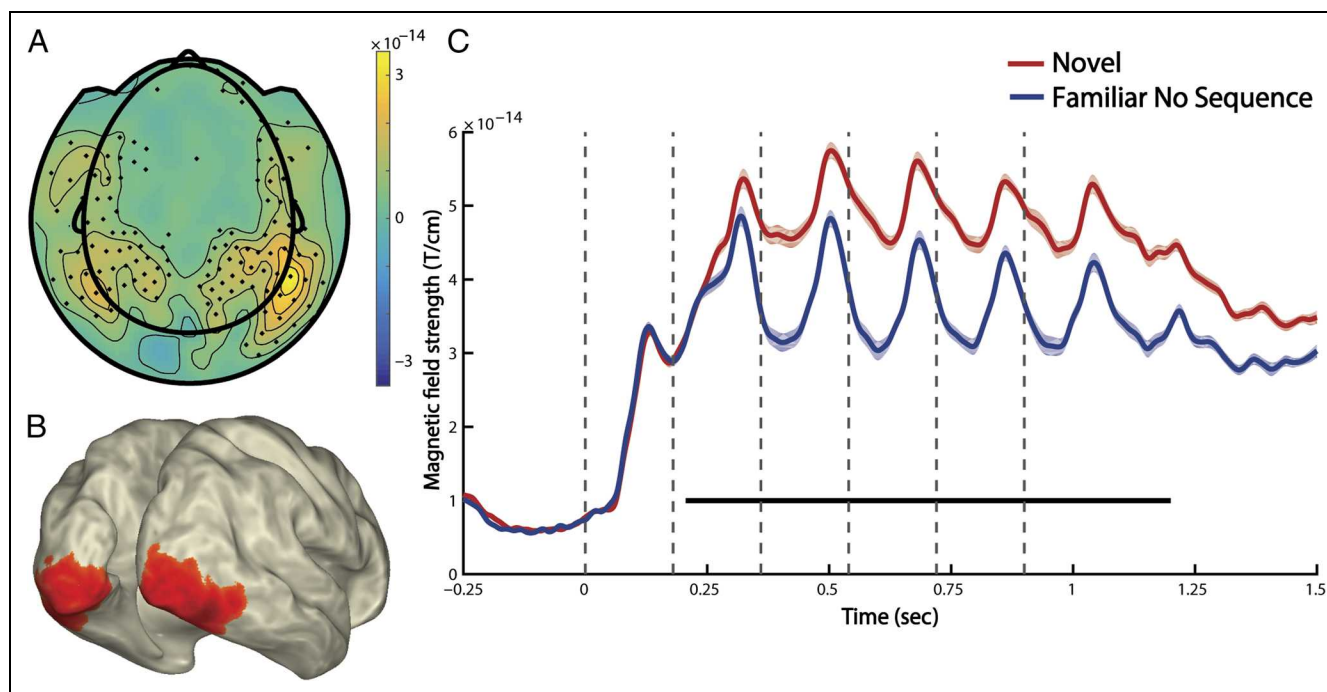 A
×10⁻¹⁴
3
0
−3
B
C
Novel
Familiar No Sequence
×10⁻¹⁴
6
5
4
3
2
1
0
Magnetic field strength (T/cm)
−0.25
0
0.25
0.5
0.75
1
1.25
1.5
Time (sec)